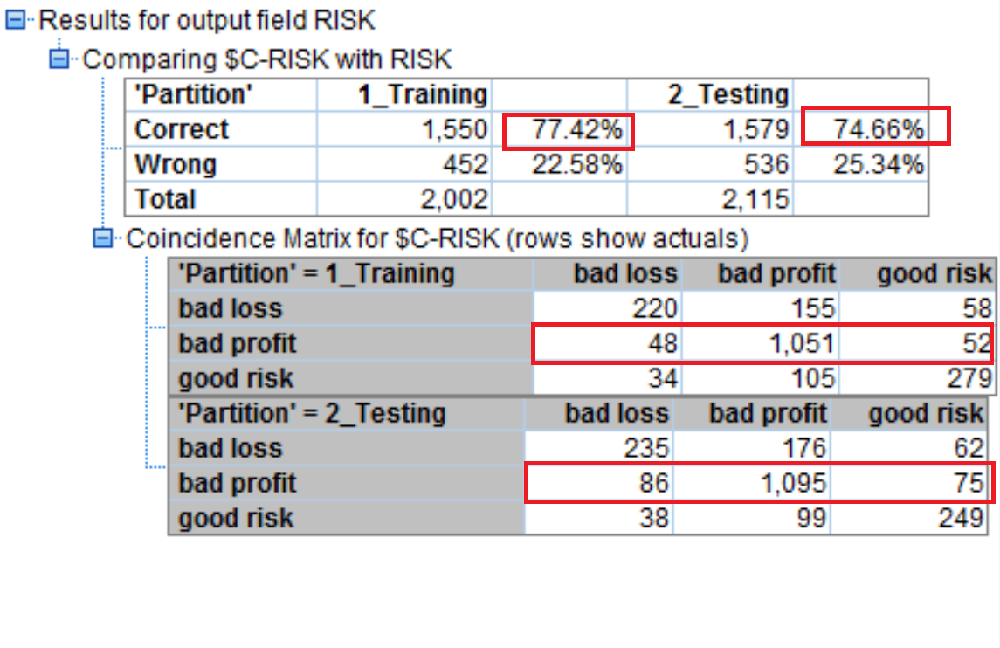 Results for output field RISK
Comparing $C-RISK with RISK
'Partition' 1_Training 2_Testing
Correct 1,550 77.42% 1,579 74.66%
Wrong 452 22.58% 536 25.34%
Total 2,002 2,115
Coincidence Matrix for $C-RISK (rows show actuals)
'Partition' = 1_Training bad loss bad profit good risk
bad loss 220 155 58
bad profit 48 1,051 52
good risk 34 105 279
'Partition' = 2_Testing bad loss bad profit good risk
bad loss 235 176 62
bad profit 86 1,095 75
good risk 38 99 249